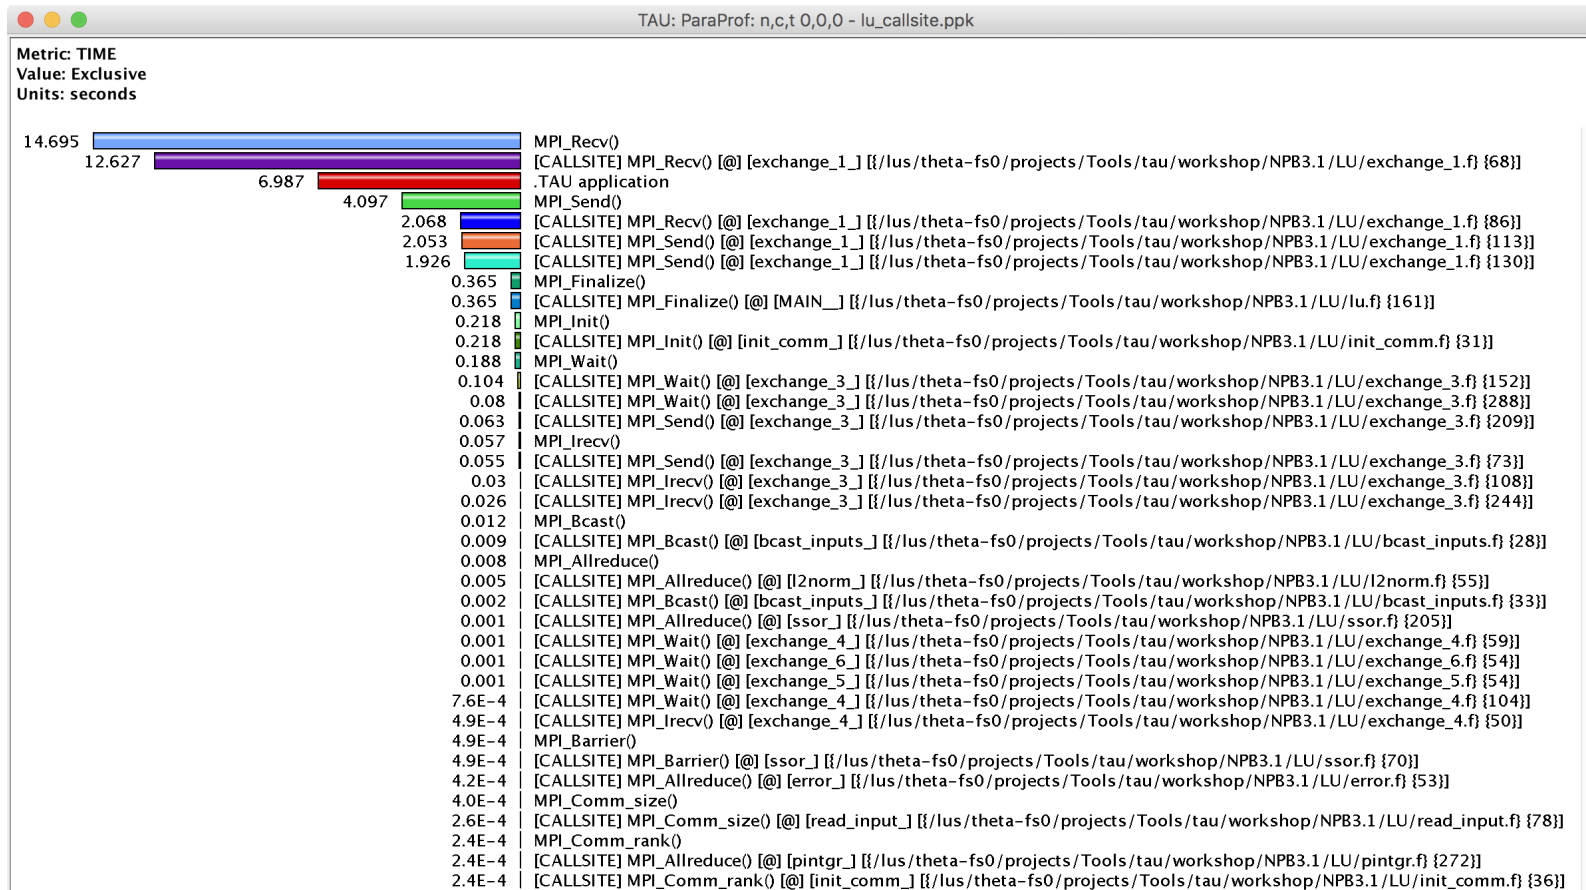 TAU: ParaProf: n,c,t 0,0,0 - lu_callsite.ppk
Metric: TIME
Value: Exclusive
Units: seconds
14.695 MPI_Recv()
12.627 [CALLSITE] MPI_Recv() [@] [exchange_1_] [{/lus/theta-fs0/projects/Tools/tau/workshop/NPB3.1/LU/exchange_1.f} {68}]
6.987 .TAU application
4.097 MPI_Send()
2.068 [CALLSITE] MPI_Recv() [@] [exchange_1_] [{/lus/theta-fs0/projects/Tools/tau/workshop/NPB3.1/LU/exchange_1.f} {86}]
2.053 [CALLSITE] MPI_Send() [@] [exchange_1_] [{/lus/theta-fs0/projects/Tools/tau/workshop/NPB3.1/LU/exchange_1.f} {113}]
1.926 [CALLSITE] MPI_Send() [@] [exchange_1_] [{/lus/theta-fs0/projects/Tools/tau/workshop/NPB3.1/LU/exchange_1.f} {130}]
0.365 MPI_Finalize()
0.365 [CALLSITE] MPI_Finalize() [@] [MAIN__] [{/lus/theta-fs0/projects/Tools/tau/workshop/NPB3.1/LU/lu.f} {161}]
0.218 MPI_Init()
0.218 [CALLSITE] MPI_Init() [@] [init_comm_] [{/lus/theta-fs0/projects/Tools/tau/workshop/NPB3.1/LU/init_comm.f} {31}]
0.188 MPI_Wait()
0.104 [CALLSITE] MPI_Wait() [@] [exchange_3_] [{/lus/theta-fs0/projects/Tools/tau/workshop/NPB3.1/LU/exchange_3.f} {152}]
0.08 [CALLSITE] MPI_Wait() [@] [exchange_3_] [{/lus/theta-fs0/projects/Tools/tau/workshop/NPB3.1/LU/exchange_3.f} {288}]
0.063 [CALLSITE] MPI_Send() [@] [exchange_3_] [{/lus/theta-fs0/projects/Tools/tau/workshop/NPB3.1/LU/exchange_3.f} {209}]
0.057 MPI_Irecv()
0.055 [CALLSITE] MPI_Send() [@] [exchange_3_] [{/lus/theta-fs0/projects/Tools/tau/workshop/NPB3.1/LU/exchange_3.f} {73}]
0.03 [CALLSITE] MPI_Irecv() [@] [exchange_3_] [{/lus/theta-fs0/projects/Tools/tau/workshop/NPB3.1/LU/exchange_3.f} {108}]
0.026 [CALLSITE] MPI_Irecv() [@] [exchange_3_] [{/lus/theta-fs0/projects/Tools/tau/workshop/NPB3.1/LU/exchange_3.f} {244}]
0.012 MPI_Bcast()
0.009 [CALLSITE] MPI_Bcast() [@] [bcast_inputs_] [{/lus/theta-fs0/projects/Tools/tau/workshop/NPB3.1/LU/bcast_inputs.f} {28}]
0.008 MPI_Allreduce()
0.005 [CALLSITE] MPI_Allreduce() [@] [l2norm_] [{/lus/theta-fs0/projects/Tools/tau/workshop/NPB3.1/LU/l2norm.f} {55}]
0.002 [CALLSITE] MPI_Bcast() [@] [bcast_inputs_] [{/lus/theta-fs0/projects/Tools/tau/workshop/NPB3.1/LU/bcast_inputs.f} {33}]
0.001 [CALLSITE] MPI_Allreduce() [@] [ssor_] [{/lus/theta-fs0/projects/Tools/tau/workshop/NPB3.1/LU/ssor.f} {205}]
0.001 [CALLSITE] MPI_Wait() [@] [exchange_4_] [{/lus/theta-fs0/projects/Tools/tau/workshop/NPB3.1/LU/exchange_4.f} {59}]
0.001 [CALLSITE] MPI_Wait() [@] [exchange_6_] [{/lus/theta-fs0/projects/Tools/tau/workshop/NPB3.1/LU/exchange_6.f} {54}]
0.001 [CALLSITE] MPI_Wait() [@] [exchange_5_] [{/lus/theta-fs0/projects/Tools/tau/workshop/NPB3.1/LU/exchange_5.f} {54}]
7.6E-4 [CALLSITE] MPI_Wait() [@] [exchange_4_] [{/lus/theta-fs0/projects/Tools/tau/workshop/NPB3.1/LU/exchange_4.f} {104}]
4.9E-4 [CALLSITE] MPI_Irecv() [@] [exchange_4_] [{/lus/theta-fs0/projects/Tools/tau/workshop/NPB3.1/LU/exchange_4.f} {50}]
4.9E-4 MPI_Barrier()
4.9E-4 [CALLSITE] MPI_Barrier() [@] [ssor_] [{/lus/theta-fs0/projects/Tools/tau/workshop/NPB3.1/LU/ssor.f} {70}]
4.2E-4 [CALLSITE] MPI_Allreduce() [@] [error_] [{/lus/theta-fs0/projects/Tools/tau/workshop/NPB3.1/LU/error.f} {53}]
4.0E-4 MPI_Comm_size()
2.6E-4 [CALLSITE] MPI_Comm_size() [@] [read_input_] [{/lus/theta-fs0/projects/Tools/tau/workshop/NPB3.1/LU/read_input.f} {78}]
2.4E-4 MPI_Comm_rank()
2.4E-4 [CALLSITE] MPI_Allreduce() [@] [pintgr_] [{/lus/theta-fs0/projects/Tools/tau/workshop/NPB3.1/LU/pintgr.f} {272}]
2.4E-4 [CALLSITE] MPI_Comm_rank() [@] [init_comm_] [{/lus/theta-fs0/projects/Tools/tau/workshop/NPB3.1/LU/init_comm.f} {36}]